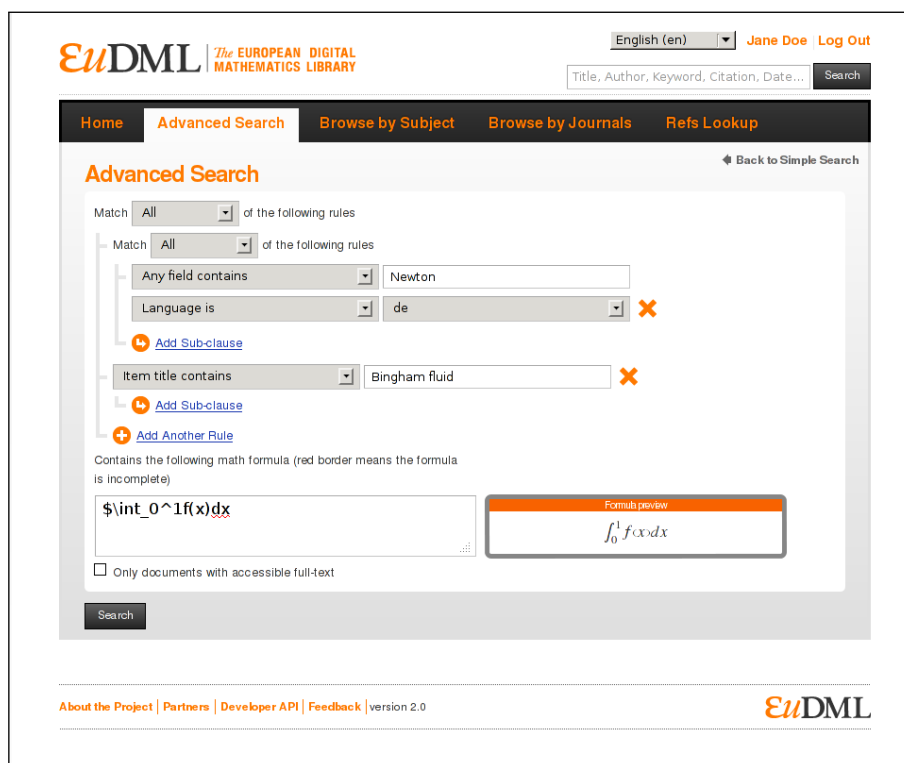 English (en) Jane Doe Log Out
EuDML The EUROPEAN DIGITAL
MATHEMATICS LIBRARY
Title, Author, Keyword, Citation, Date... Search
Home Advanced Search Browse by Subject Browse by Journals Refs Lookup
Back to Simple Search
Advanced Search
Match All of the following rules
Match All of the following rules
Any field contains Newton
Language is de
Add Sub-clause
Item title contains Bingham fluid
Add Sub-clause
Add Another Rule
Contains the following math formula (red border means the formula
is incomplete)
$\int_0^1f(x)dx
Formula preview
∫₀¹ f(x)dx
Only documents with accessible full-text
Search
About the Project | Partners | Developer API | Feedback | version 2.0
EuDML